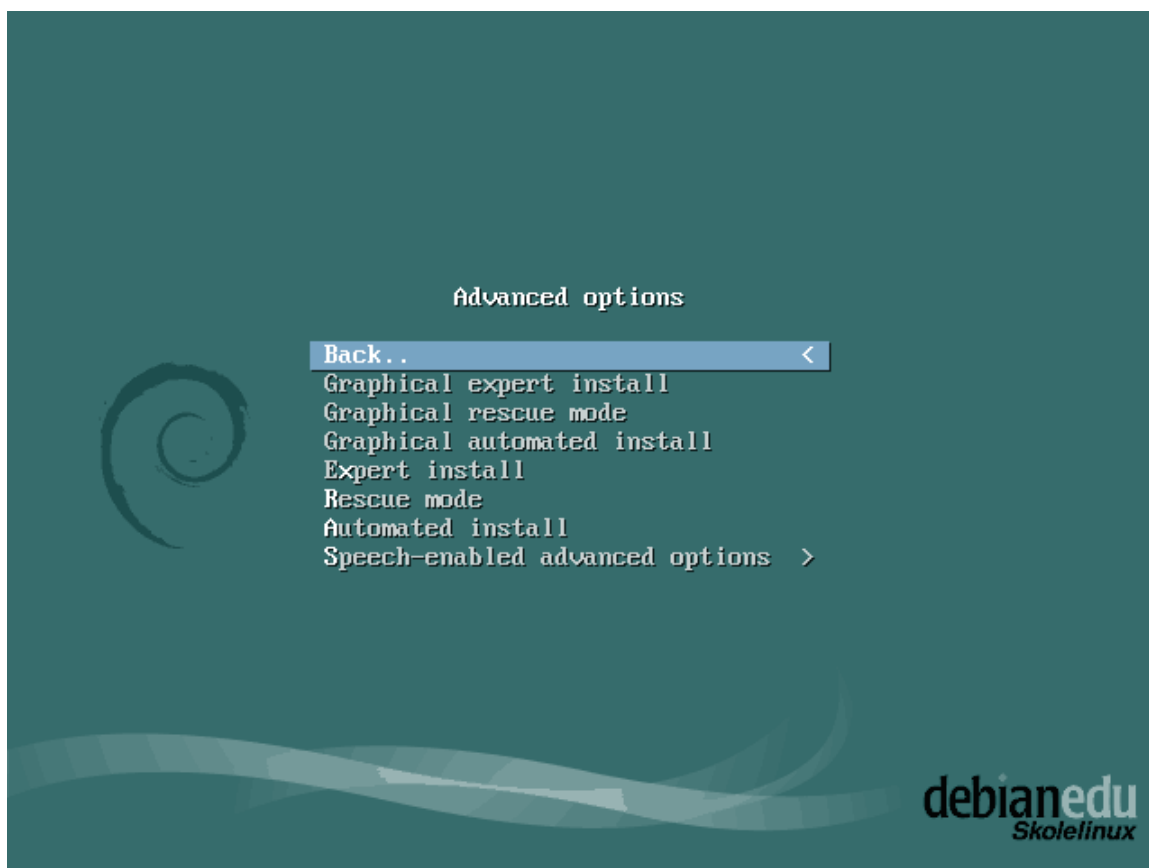 Advanced options
Back.. <
Graphical expert install
Graphical rescue mode
Graphical automated install
Expert install
Rescue mode
Automated install
Speech-enabled advanced options >
debianedu
Skolelinux